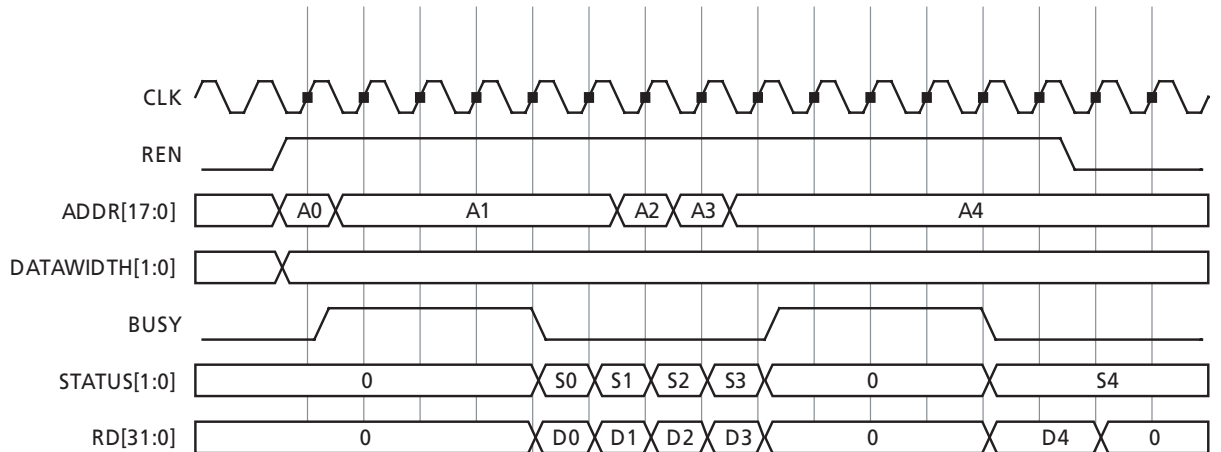 CLK
REN
ADDR[17:0] A0 A1 A2 A3 A4
DATAWIDTH[1:0]
BUSY
STATUS[1:0] 0 S0 S1 S2 S3 0 S4
RD[31:0] 0 D0 D1 D2 D3 0 D4 0